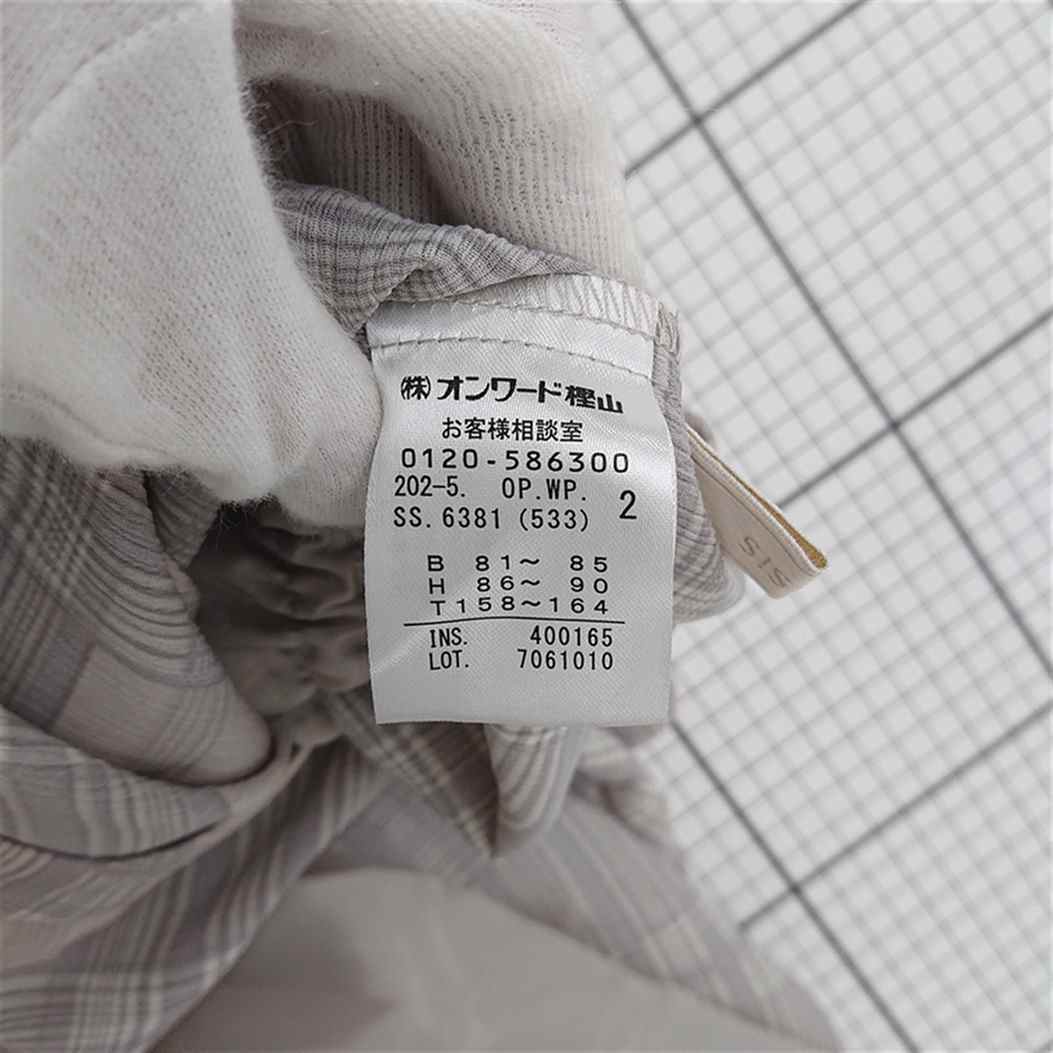 ㈱オンワード樫山
お客様相談室
0120-586300
202-5. OP.WP. 2
SS.6381 (533)
B 81～ 85
H 86～ 90
T158～164
INS. 400165
LOT. 7061010
SIS